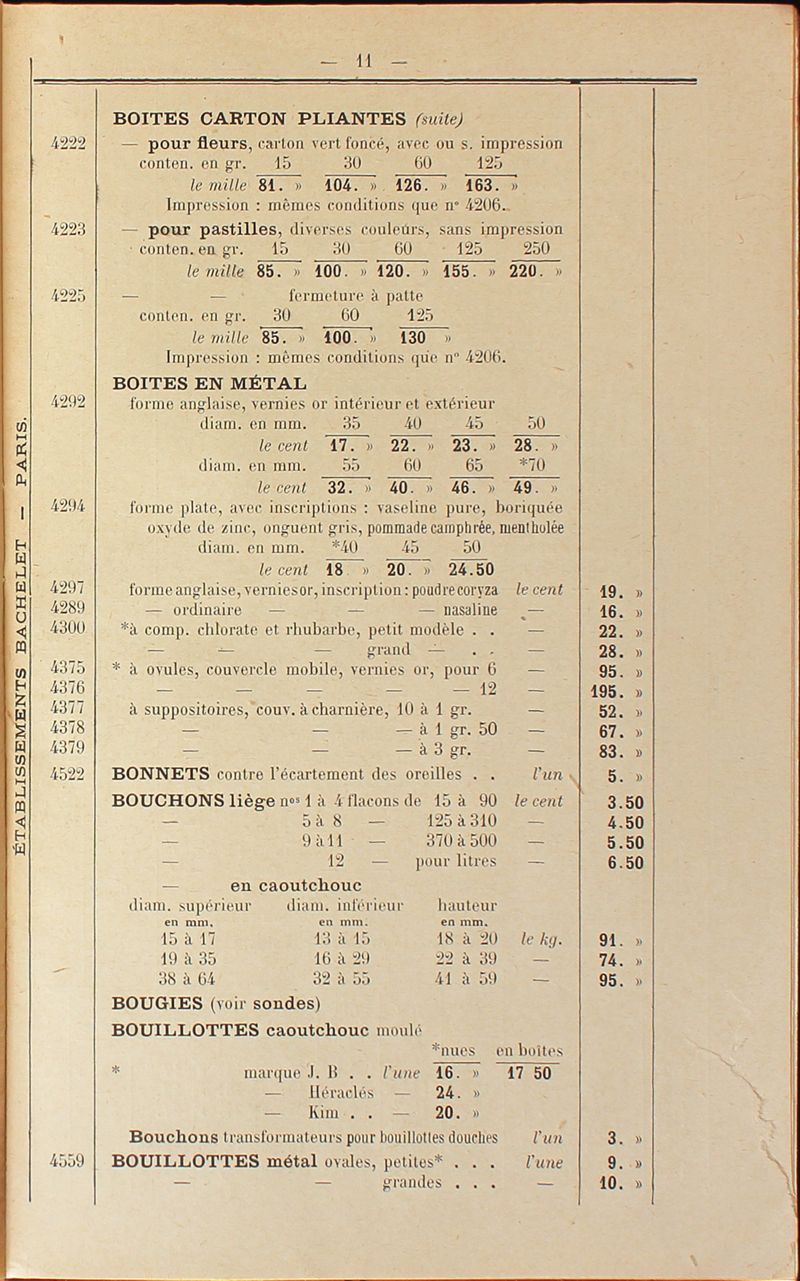 — 11 —
BOITES CARTON PLIANTES (suite)
4222 — pour fleurs, carton vert foncé, avec ou s. impression
conten. en gr. 15 30 60 125
le mille 81. » 104. » 126. » 163. »
Impression : mêmes conditions que n° 4206.
4223 — pour pastilles, diverses couleurs, sans impression
conten. en gr. 15 30 60 125 250
le mille 85. » 100. » 120. » 155. » 220. »
4225 — — fermeture à patte
conten. en gr. 30 60 125
le mille 85. » 100. » 130 »
Impression : mêmes conditions que n° 4206.
BOITES EN MÉTAL
4292 forme anglaise, vernies or intérieur et extérieur
diam. en mm. 35 40 45 50
le cent 17. » 22. » 23. » 28. »
diam. en mm. 55 60 65 *70
le cent 32. » 40. » 46. » 49. »
4294 forme plate, avec inscriptions : vaseline pure, boriquée
oxyde de zinc, onguent gris, pommade camphrée, mentholée
diam. en mm. *40 45 50
le cent 18 » 20. » 24.50
4297 forme anglaise, vernies or, inscription : poudre coryza le cent 19. »
4289 — ordinaire — — — nasaline — 16. »
4300 *à comp. chlorate et rhubarbe, petit modèle . . — 22. »
— — — grand — . . — 28. »
4375 * à ovules, couvercle mobile, vernies or, pour 6 — 95. »
4376 — — — — — 12 — 195. »
4377 à suppositoires, couv. à charnière, 10 à 1 gr. — 52. »
4378 — — — à 1 gr. 50 — 67. »
4379 — — — à 3 gr. — 83. »
4522 BONNETS contre l'écartement des oreilles . . l'un 5. »
BOUCHONS liège nos 1 à 4 flacons de 15 à 90 le cent 3.50
— 5 à 8 — 125 à 310 — 4.50
— 9 à 11 — 370 à 500 — 5.50
— 12 — pour litres — 6.50
— en caoutchouc
diam. supérieur diam. inférieur hauteur
en mm. en mm. en mm.
15 à 17 13 à 15 18 à 20 le kg. 91. »
19 à 35 16 à 29 22 à 39 — 74. »
38 à 64 32 à 55 41 à 59 — 95. »
BOUGIES (voir sondes)
BOUILLOTTES caoutchouc moulé
*nues en boîtes
* marque J. B . . l'une 16. » 17 50
— Héraclés — 24. »
— Kim . . — 20. »
Bouchons transformateurs pour bouillottes douches l'un 3. »
4559 BOUILLOTTES métal ovales, petites* . . . l'une 9. »
— — grandes . . . — 10. »
ÉTABLISSEMENTS BACHELET — PARIS.